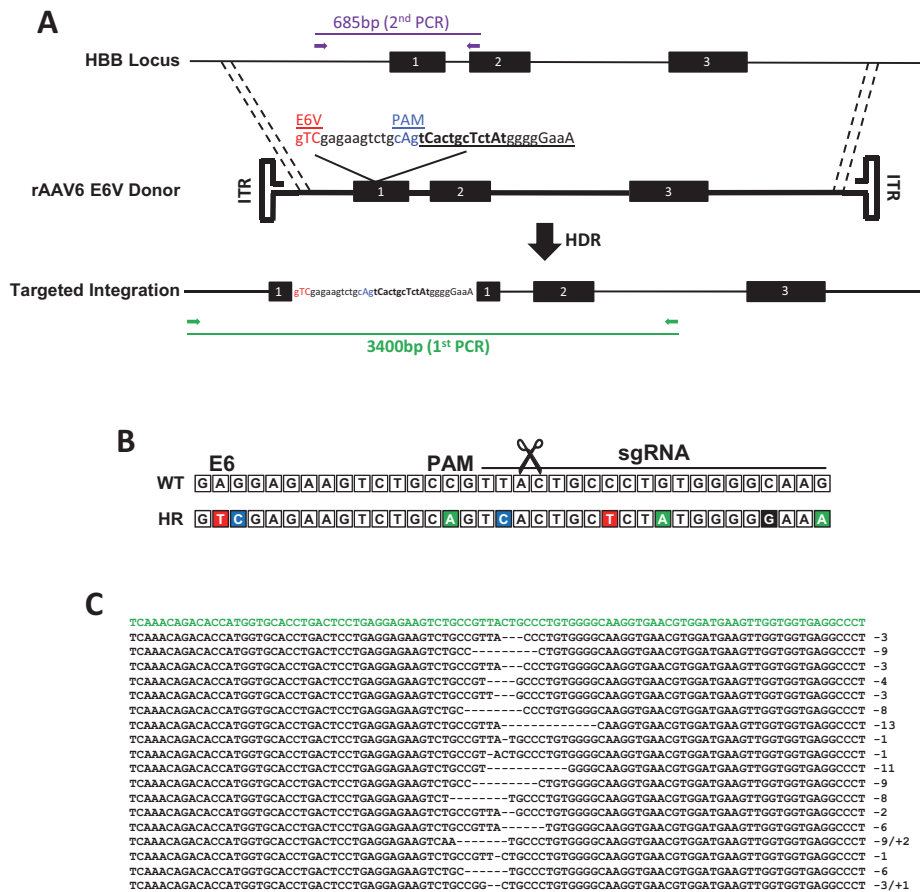 A
685bp (2nd PCR)
HBB Locus
1 2 3
E6V PAM
gTCgagaagtctgcAgtCactgcTctAtggggGaaA
rAAV6 E6V Donor
ITR 1 2 3 ITR
HDR
Targeted Integration
1 gTCgagaagtctgcAgtCactgcTctAtggggGaaA 1 2 3
3400bp (1st PCR)
B
E6 PAM sgRNA
WT GAGGAGAAGTCTGCCGTTACTGCCCTGTGGGGCAAG
HR GTCGAGAAGTCTGCAGTCACTGCTCTATGGGGGAAA
C
TCAAACAGACACCATGGTGCACCTGACTCCTGAGGAGAAGTCTGCCGTTACTGCCCTGTGGGGCAAGGTGAACGTGGATGAAGTTGGTGGTGAGGCCCT
TCAAACAGACACCATGGTGCACCTGACTCCTGAGGAGAAGTCTGCCGTTA---CCCTGTGGGGCAAGGTGAACGTGGATGAAGTTGGTGGTGAGGCCCT -3
TCAAACAGACACCATGGTGCACCTGACTCCTGAGGAGAAGTCTGCC---------CTGTGGGGCAAGGTGAACGTGGATGAAGTTGGTGGTGAGGCCCT -9
TCAAACAGACACCATGGTGCACCTGACTCCTGAGGAGAAGTCTGCCGTTA---CCCTGTGGGGCAAGGTGAACGTGGATGAAGTTGGTGGTGAGGCCCT -3
TCAAACAGACACCATGGTGCACCTGACTCCTGAGGAGAAGTCTGCCGT----GCCCTGTGGGGCAAGGTGAACGTGGATGAAGTTGGTGGTGAGGCCCT -4
TCAAACAGACACCATGGTGCACCTGACTCCTGAGGAGAAGTCTGCCGTT---GCCCTGTGGGGCAAGGTGAACGTGGATGAAGTTGGTGGTGAGGCCCT -3
TCAAACAGACACCATGGTGCACCTGACTCCTGAGGAGAAGTCTGC--------CCCTGTGGGGCAAGGTGAACGTGGATGAAGTTGGTGGTGAGGCCCT -8
TCAAACAGACACCATGGTGCACCTGACTCCTGAGGAGAAGTCTGCCGTTA-------------CAAGGTGAACGTGGATGAAGTTGGTGGTGAGGCCCT -13
TCAAACAGACACCATGGTGCACCTGACTCCTGAGGAGAAGTCTGCCGTTA-TGCCCTGTGGGGCAAGGTGAACGTGGATGAAGTTGGTGGTGAGGCCCT -1
TCAAACAGACACCATGGTGCACCTGACTCCTGAGGAGAAGTCTGCCGT-ACTGCCCTGTGGGGCAAGGTGAACGTGGATGAAGTTGGTGGTGAGGCCCT -1
TCAAACAGACACCATGGTGCACCTGACTCCTGAGGAGAAGTCTGCCGT-----------GGGGCAAGGTGAACGTGGATGAAGTTGGTGGTGAGGCCCT -11
TCAAACAGACACCATGGTGCACCTGACTCCTGAGGAGAAGTCTGCC---------CTGTGGGGCAAGGTGAACGTGGATGAAGTTGGTGGTGAGGCCCT -9
TCAAACAGACACCATGGTGCACCTGACTCCTGAGGAGAAGTCT--------TGCCCTGTGGGGCAAGGTGAACGTGGATGAAGTTGGTGGTGAGGCCCT -8
TCAAACAGACACCATGGTGCACCTGACTCCTGAGGAGAAGTCTGCCGTTA--GCCCTGTGGGGCAAGGTGAACGTGGATGAAGTTGGTGGTGAGGCCCT -2
TCAAACAGACACCATGGTGCACCTGACTCCTGAGGAGAAGTCTGCCGTTA------TGTGGGGCAAGGTGAACGTGGATGAAGTTGGTGGTGAGGCCCT -6
TCAAACAGACACCATGGTGCACCTGACTCCTGAGGAGAAGTCAA-------TGCCCTGTGGGGCAAGGTGAACGTGGATGAAGTTGGTGGTGAGGCCCT -9/+2
TCAAACAGACACCATGGTGCACCTGACTCCTGAGGAGAAGTCTGCCGTT-CTGCCCTGTGGGGCAAGGTGAACGTGGATGAAGTTGGTGGTGAGGCCCT -1
TCAAACAGACACCATGGTGCACCTGACTCCTGAGGAGAAGTCTGC------TGCCCTGTGGGGCAAGGTGAACGTGGATGAAGTTGGTGGTGAGGCCCT -6
TCAAACAGACACCATGGTGCACCTGACTCCTGAGGAGAAGTCTGCCGG--CTGCCCTGTGGGGCAAGGTGAACGTGGATGAAGTTGGTGGTGAGGCCCT -3/+1